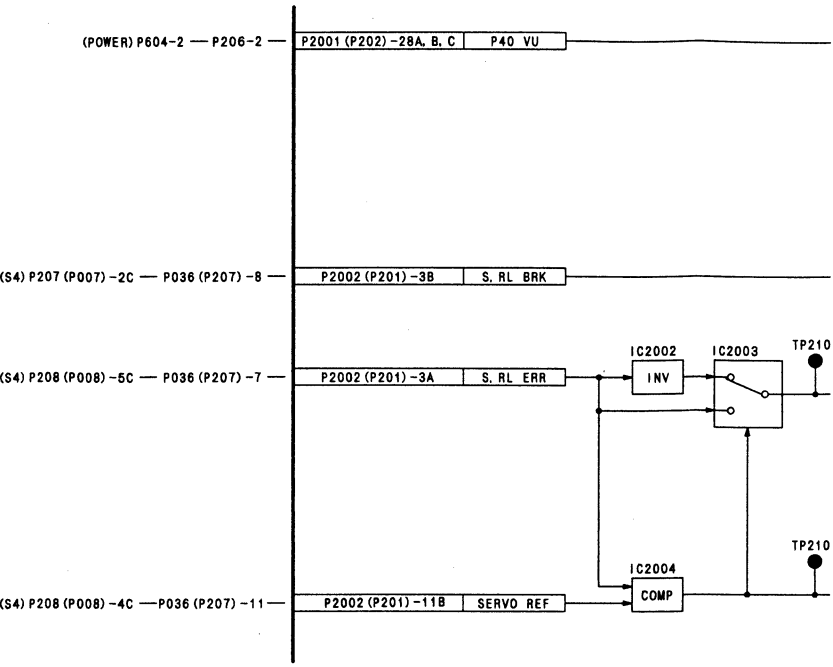 (POWER) P604-2 — P206-2 — P2001 (P202) -28A, B, C P40 VU
(S4) P207 (P007) -2C — P036 (P207) -8 — P2002 (P201) -3B S. RL BRK
IC2002 IC2003 TP210
(S4) P208 (P008) -5C — P036 (P207) -7 — P2002 (P201) -3A S. RL ERR INV
TP210
IC2004
(S4) P208 (P008) -4C — P036 (P207) -11 — P2002 (P201) -11B SERVO REF COMP